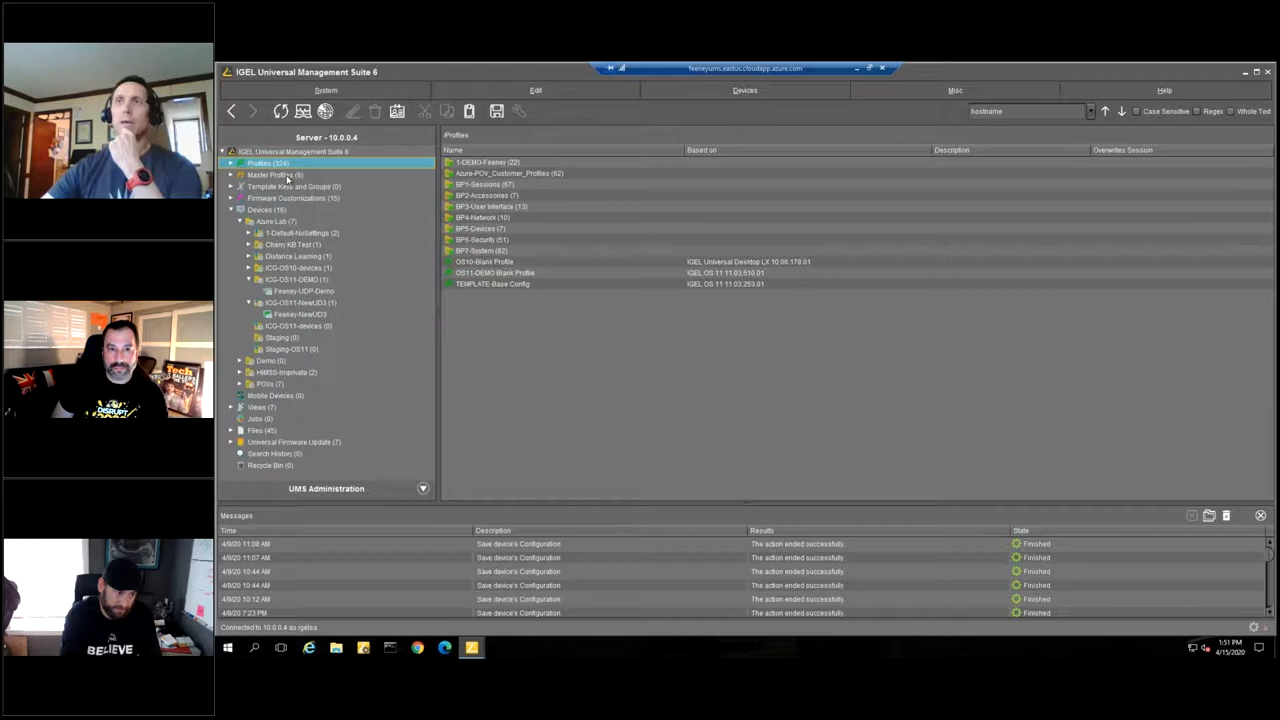 IGEL Universal Management Suite 6
feeneyums.eastus.cloudapp.azure.com
System Edit Devices Misc Help
hostname
Case Sensitive Regex Whole Text
Server - 10.0.0.4
IGEL Universal Management Suite 6
Profiles (324)
Master Profiles (6)
Template Keys and Groups (0)
Firmware Customizations (15)
Devices (16)
Azure Lab (7)
1-Default-NoSettings (2)
Cherry KB Test (1)
Distance Learning (1)
ICG-OS10-devices (1)
ICG-OS11-DEMO (1)
Feeney-UDP-Demo
ICG-OS11-NewUD3 (1)
Feeney-NewUD3
ICG-OS11-devices (0)
Staging (0)
Staging-OS11 (0)
Demo (0)
HIMSS-Imprivata (2)
POVs (7)
Mobile Devices (0)
Views (7)
Jobs (0)
Files (45)
Universal Firmware Update (7)
Search History (0)
Recycle Bin (0)
UMS Administration
/Profiles
Name Based on Description Overwrites Session
1-DEMO-Feeney (22)
Azure-POV_Customer_Profiles (62)
BP1-Sessions (67)
BP2-Accessories (7)
BP3-User Interface (13)
BP4-Network (10)
BP5-Devices (7)
BP6-Security (51)
BP7-System (82)
OS10-Blank Profile IGEL Universal Desktop LX 10.06.178.01
OS11-DEMO Blank Profile IGEL OS 11 11.03.510.01
TEMPLATE-Base Config IGEL OS 11 11.03.253.01
Messages
Time Description Results State
4/9/20 11:08 AM Save device's Configuration The action ended successfully. Finished
4/9/20 11:07 AM Save device's Configuration The action ended successfully. Finished
4/9/20 10:44 AM Save device's Configuration The action ended successfully. Finished
4/9/20 10:44 AM Save device's Configuration The action ended successfully. Finished
4/9/20 10:12 AM Save device's Configuration The action ended successfully. Finished
4/8/20 7:23 PM Save device's Configuration The action ended successfully. Finished
Connected to 10.0.0.4 as igelsa
1:51 PM
4/15/2020
DISRUPT
The Tech
BELIEVE